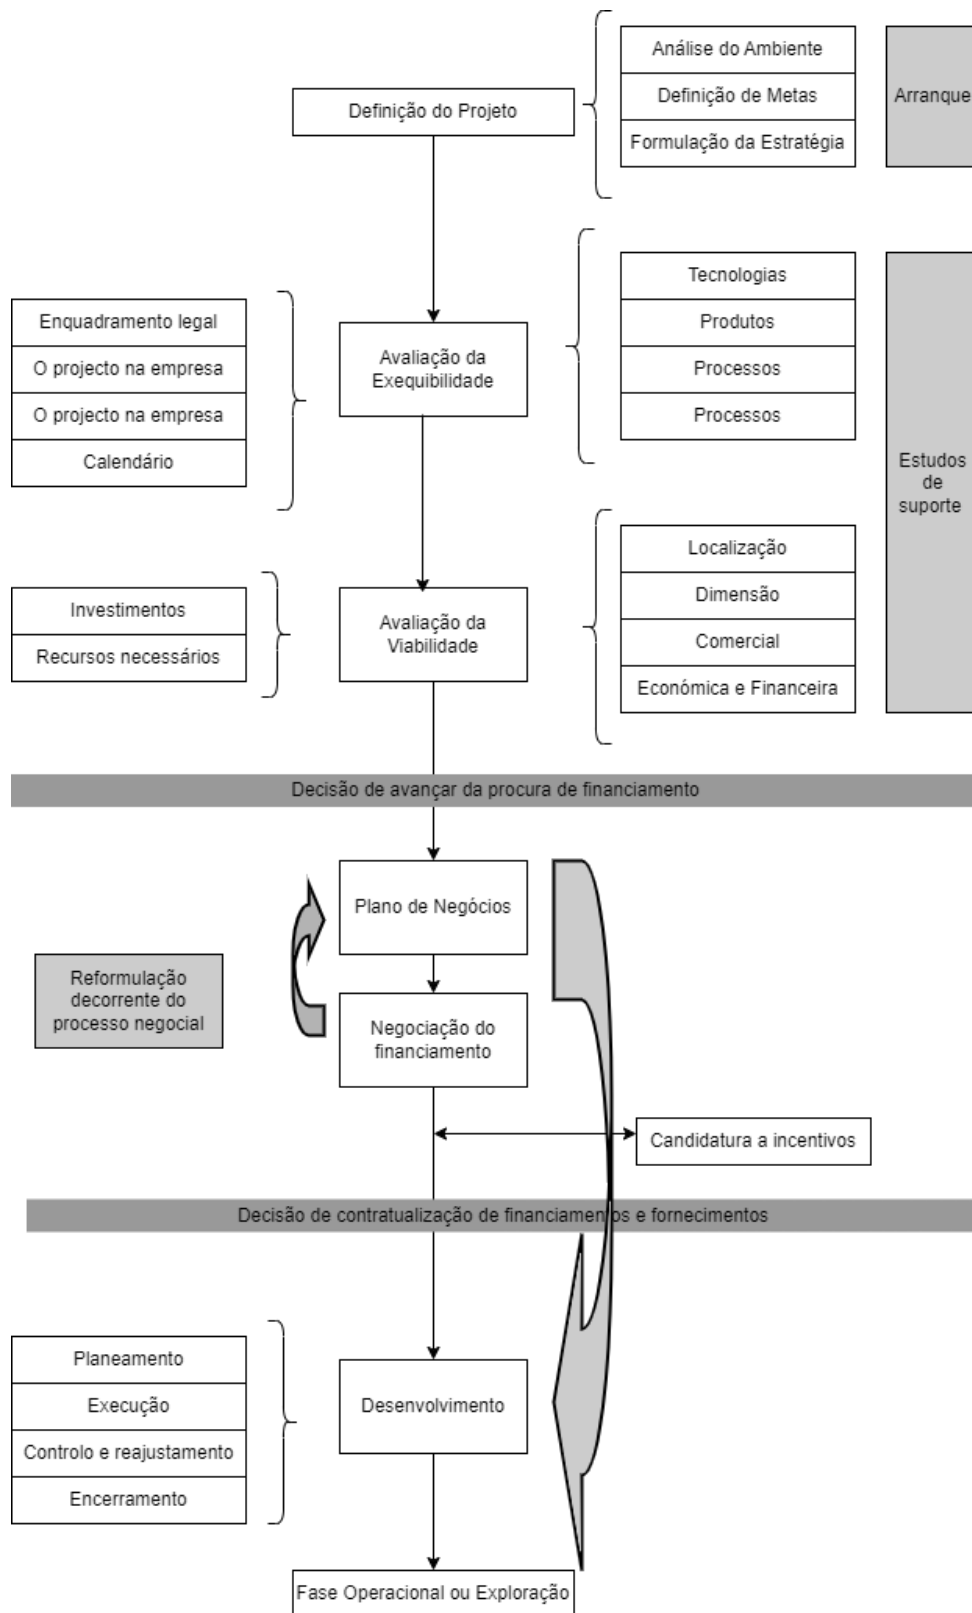 Análise do Ambiente
Definição de Metas
Formulação da Estratégia
Arranque
Definição do Projeto
Tecnologias
Produtos
Processos
Processos
Enquadramento legal
O projecto na empresa
O projecto na empresa
Calendário
Avaliação da
Exequibilidade
Estudos
de
suporte
Localização
Dimensão
Comercial
Económica e Financeira
Investimentos
Recursos necessários
Avaliação da
Viabilidade
Decisão de avançar da procura de financiamento
Plano de Negócios
Reformulação
decorrente do
processo negocial
Negociação do
financiamento
Candidatura a incentivos
Decisão de contratualização de financiamentos e fornecimentos
Planeamento
Execução
Controlo e reajustamento
Encerramento
Desenvolvimento
Fase Operacional ou Exploração